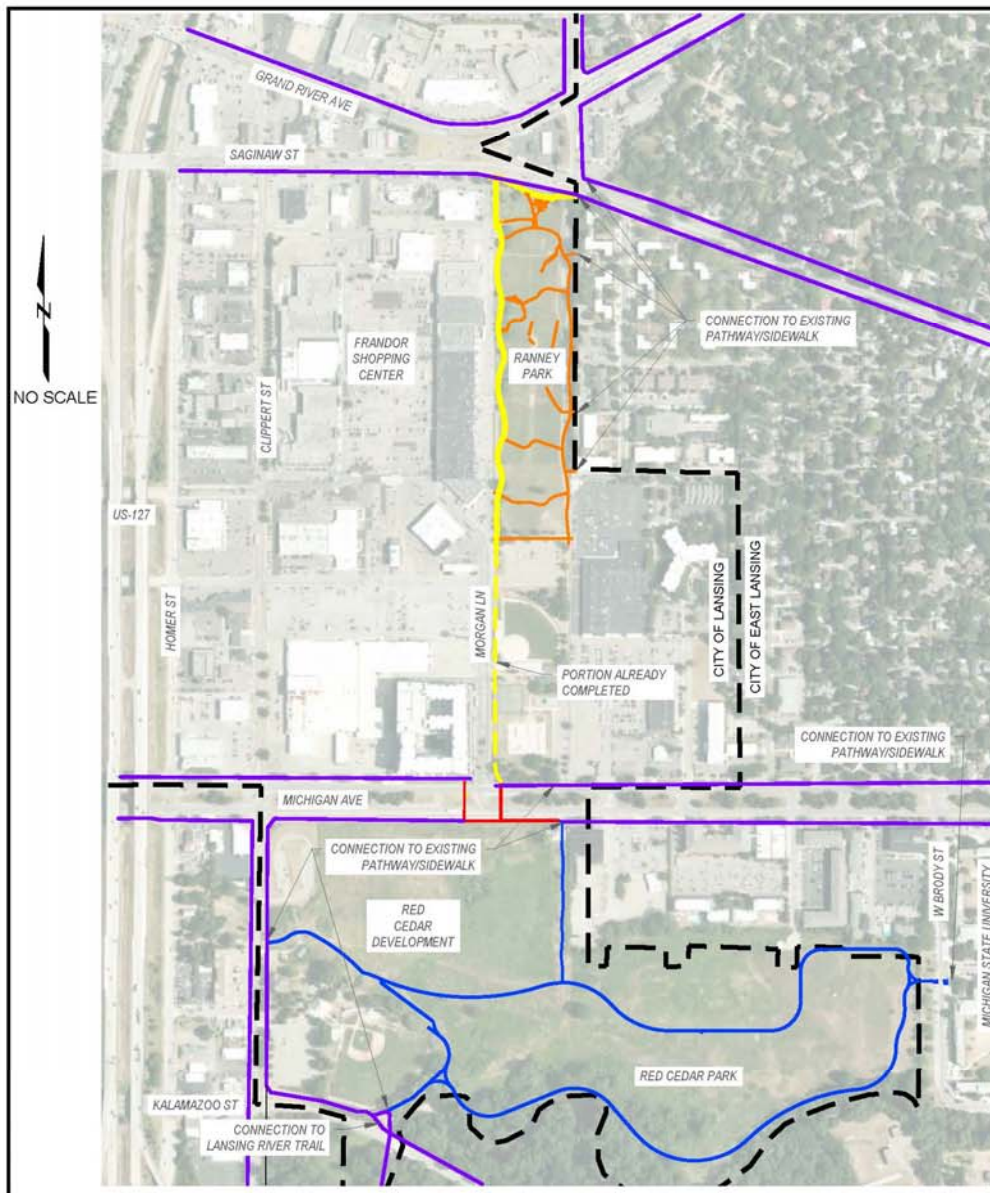 GRAND RIVER AVE
SAGINAW ST
N
NO SCALE
FRANDOR
SHOPPING
CENTER
RANNEY
PARK
CONNECTION TO EXISTING
PATHWAY/SIDEWALK
CLIPPERT ST
US-127
HOMER ST
MORGAN LN
CITY OF LANSING
CITY OF EAST LANSING
PORTION ALREADY
COMPLETED
CONNECTION TO EXISTING
PATHWAY/SIDEWALK
MICHIGAN AVE
CONNECTION TO EXISTING
PATHWAY/SIDEWALK
W BRODY ST
MICHIGAN STATE UNIVERSITY
RED
CEDAR
DEVELOPMENT
RED CEDAR PARK
KALAMAZOO ST
CONNECTION TO
LANSING RIVER TRAIL